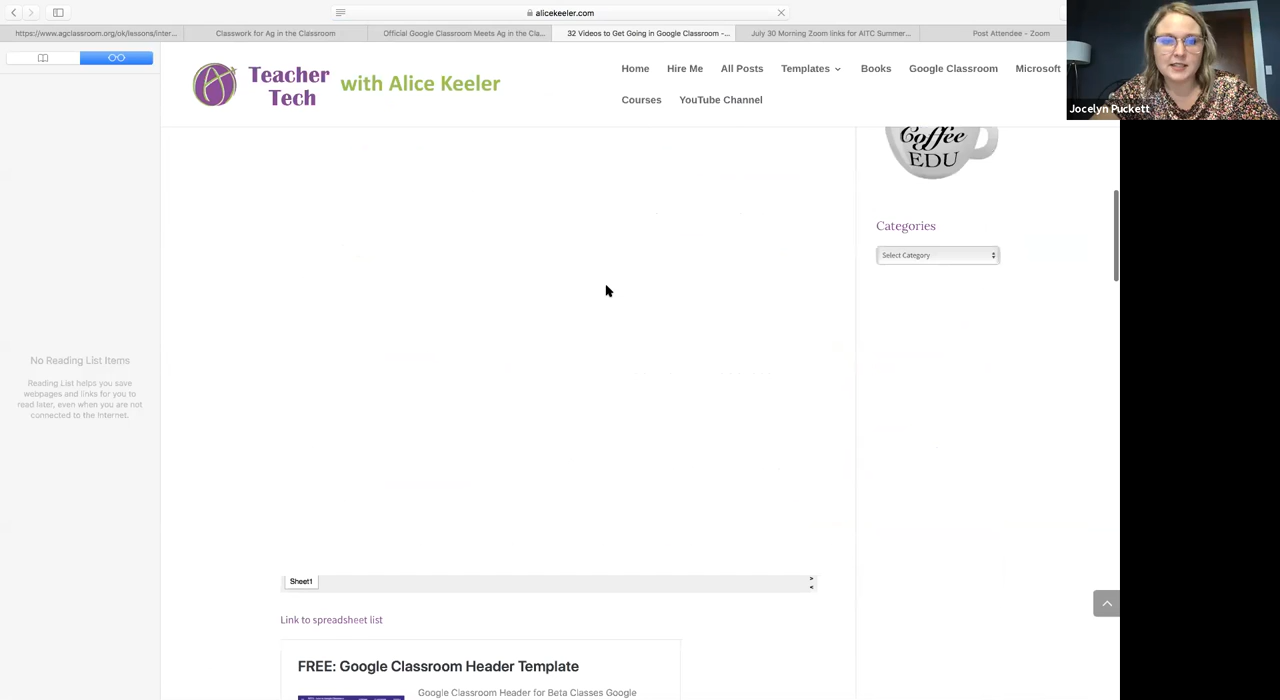 alicekeeler.com
https://www.agclassroom.org/ok/lessons/inter...
Classwork for Ag in the Classroom
Official Google Classroom Meets Ag in the Cla...
32 Videos to Get Going in Google Classroom -...
July 30 Morning Zoom links for AITC Summer...
Post Attendee - Zoom
Jocelyn Puckett
Teacher Tech
with Alice Keeler
Home
Hire Me
All Posts
Templates
Books
Google Classroom
Microsoft
Courses
YouTube Channel
Coffee
EDU
Categories
Select Category
No Reading List Items
Reading List helps you save
webpages and links for you to
read later, even when you are not
connected to the Internet.
Sheet1
Link to spreadsheet list
FREE: Google Classroom Header Template
Google Classroom Header for Beta Classes Google